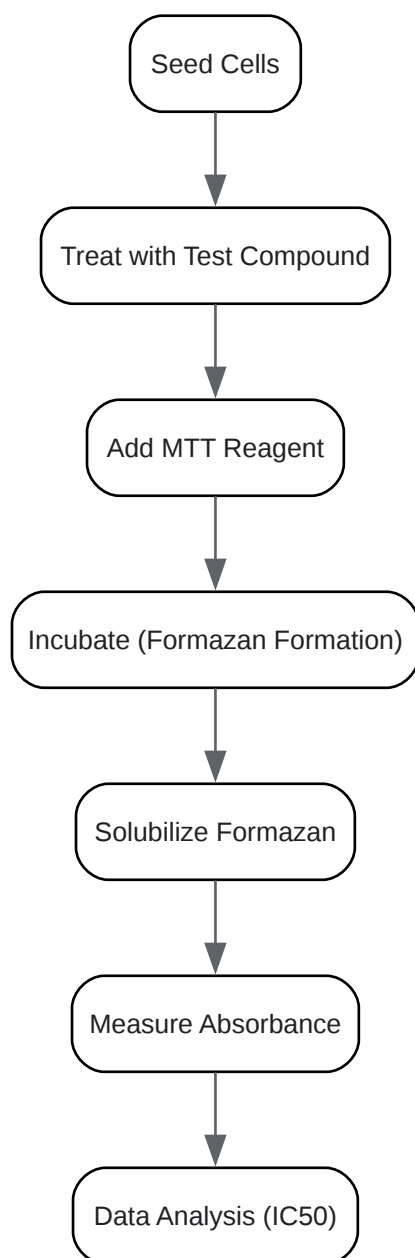 Seed Cells
Treat with Test Compound
Add MTT Reagent
Incubate (Formazan Formation)
Solubilize Formazan
Measure Absorbance
Data Analysis (IC50)